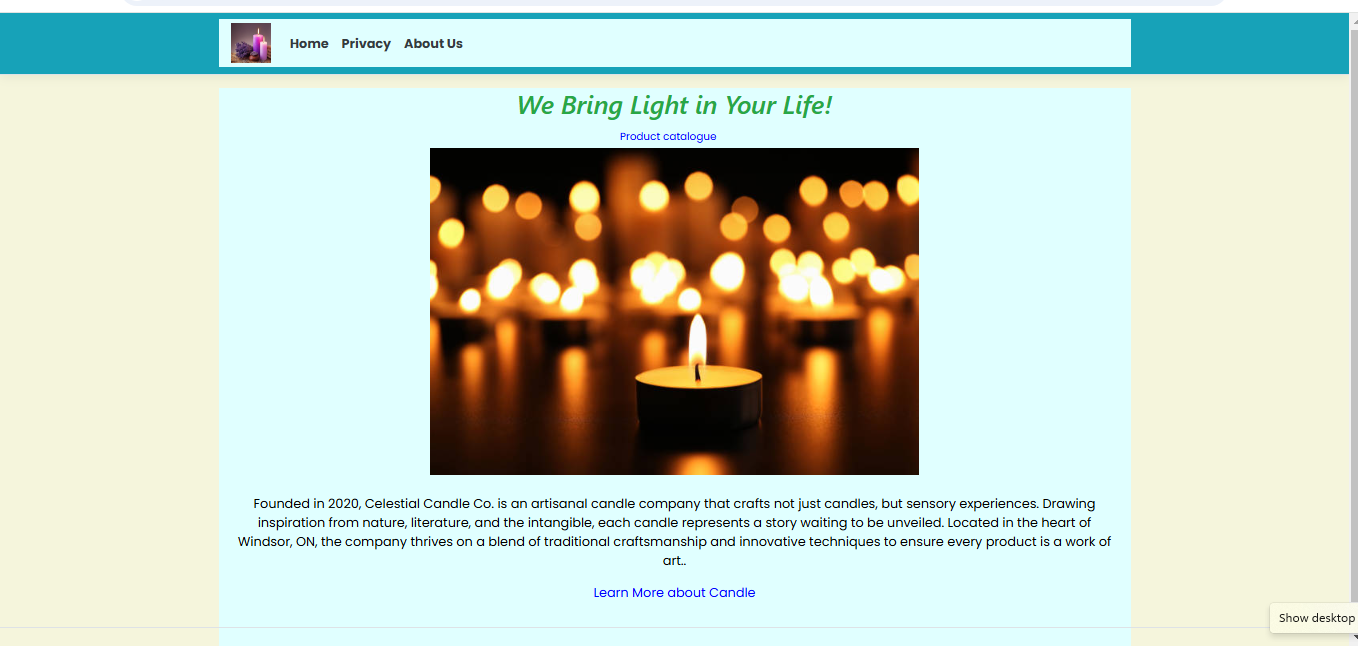 Home Privacy About Us
We Bring Light in Your Life!
Product catalogue
Founded in 2020, Celestial Candle Co. is an artisanal candle company that crafts not just candles, but sensory experiences. Drawing
inspiration from nature, literature, and the intangible, each candle represents a story waiting to be unveiled. Located in the heart of
Windsor, ON, the company thrives on a blend of traditional craftsmanship and innovative techniques to ensure every product is a work of
art..
Learn More about Candle
Show desktop